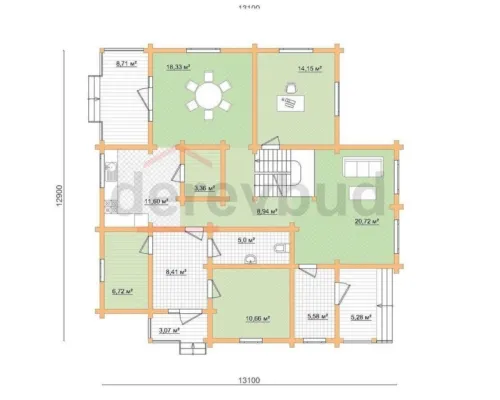 13100
8,71 м²
18,33 м²
14,15 м²
12900
3,36 м²
11,60 м²
derevbud
8,94 м²
20,72 м²
5,0 м²
8,41 м²
6,72 м²
10,66 м²
5,58 м²
5,28 м²
3,07 м²
13100